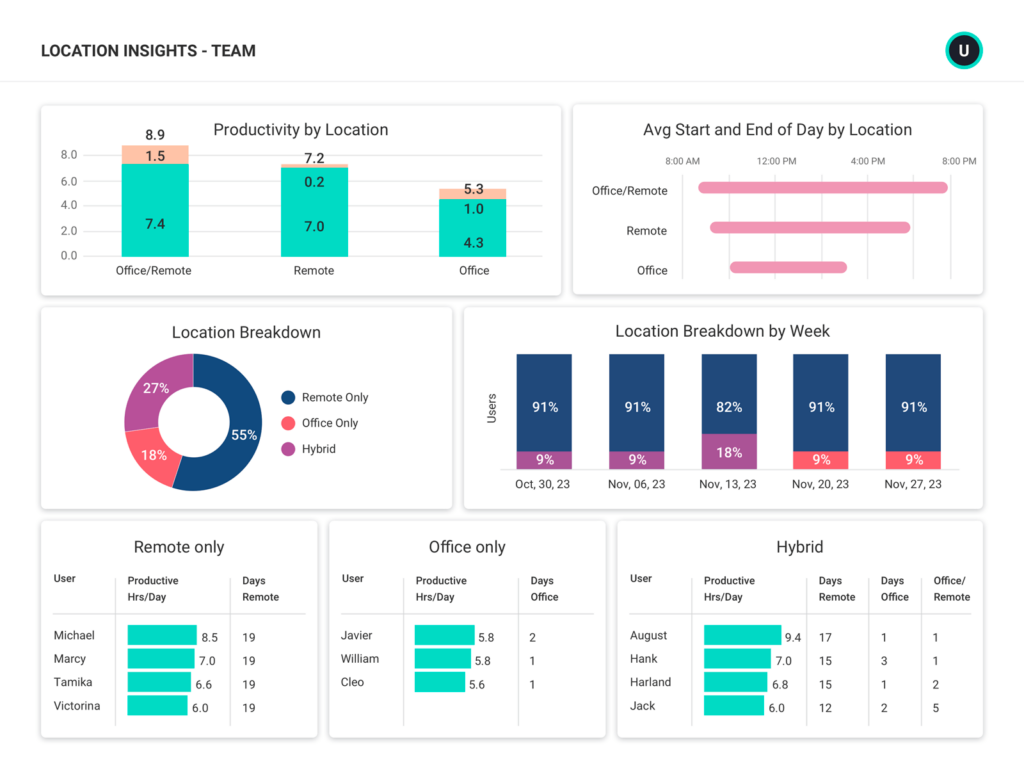 LOCATION INSIGHTS - TEAM
U
Productivity by Location
8.9
8.0
1.5
7.2
6.0
0.2
5.3
4.0
1.0
2.0
7.4
7.0
4.3
0.0
Office/Remote
Remote
Office
Avg Start and End of Day by Location
8:00 AM
12:00 PM
4:00 PM
8:00 PM
Office/Remote
Remote
Office
Location Breakdown
27%
55%
18%
Remote Only
Office Only
Hybrid
Location Breakdown by Week
Users
91%
91%
82%
91%
91%
9%
9%
18%
9%
9%
Oct, 30, 23
Nov, 06, 23
Nov, 13, 23
Nov, 20, 23
Nov, 27, 23
Remote only
User Productive Hrs/Day Days Remote
Michael 8.5 19
Marcy 7.0 19
Tamika 6.6 19
Victorina 6.0 19
Office only
User Productive Hrs/Day Days Office
Javier 5.8 2
William 5.8 1
Cleo 5.6 1
Hybrid
User Productive Hrs/Day Days Remote Days Office Office/ Remote
August 9.4 17 1 1
Hank 7.0 15 3 1
Harland 6.8 15 1 2
Jack 6.0 12 2 5